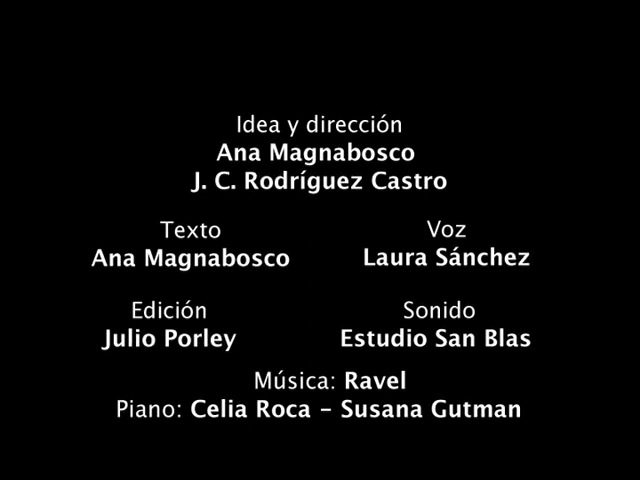 Idea y dirección
Ana Magnabosco
J. C. Rodríguez Castro
Texto
Ana Magnabosco
Voz
Laura Sánchez
Edición
Julio Porley
Sonido
Estudio San Blas
Música: Ravel
Piano: Celia Roca - Susana Gutman